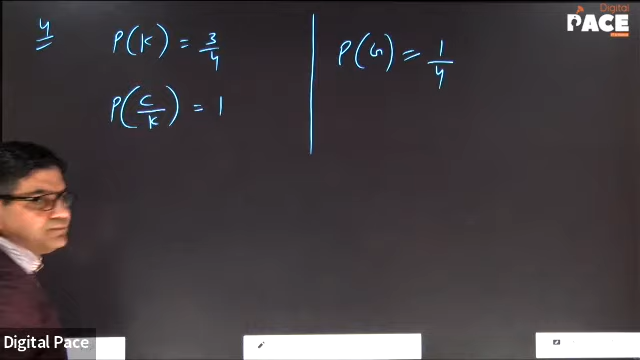 4
P(K) = 3/4
P(C/K) = 1
P(G) = 1/4
Digital
PACE
Digital Pace